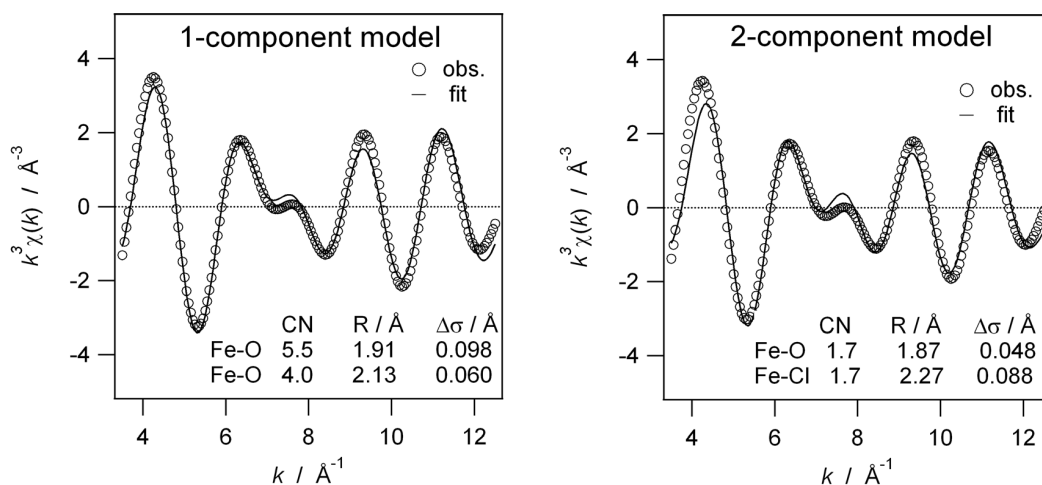 1-component model
obs.
fit
4
2
0
-2
-4
k³χ(k) / Å⁻³
CN R / Å Δσ / Å
Fe-O 5.5 1.91 0.098
Fe-O 4.0 2.13 0.060
4 6 8 10 12
k / Å⁻¹
2-component model
obs.
fit
4
2
0
-2
-4
k³χ(k) / Å⁻³
CN R / Å Δσ / Å
Fe-O 1.7 1.87 0.048
Fe-Cl 1.7 2.27 0.088
4 6 8 10 12
k / Å⁻¹